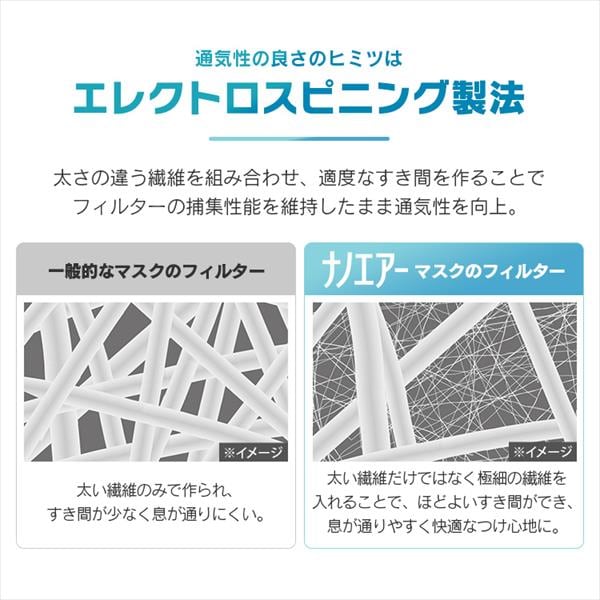 通気性の良さのヒミツは
エレクトロスピニング製法
太さの違う繊維を組み合わせ、適度なすき間を作ることで
フィルターの捕集性能を維持したまま通気性を向上。
一般的なマスクのフィルター
※イメージ
太い繊維のみで作られ、
すき間が少なく息が通りにくい。
ナノエアー マスクのフィルター
※イメージ
太い繊維だけではなく極細の繊維を
入れることで、ほどよいすき間ができ、
息が通りやすく快適なつけ心地に。